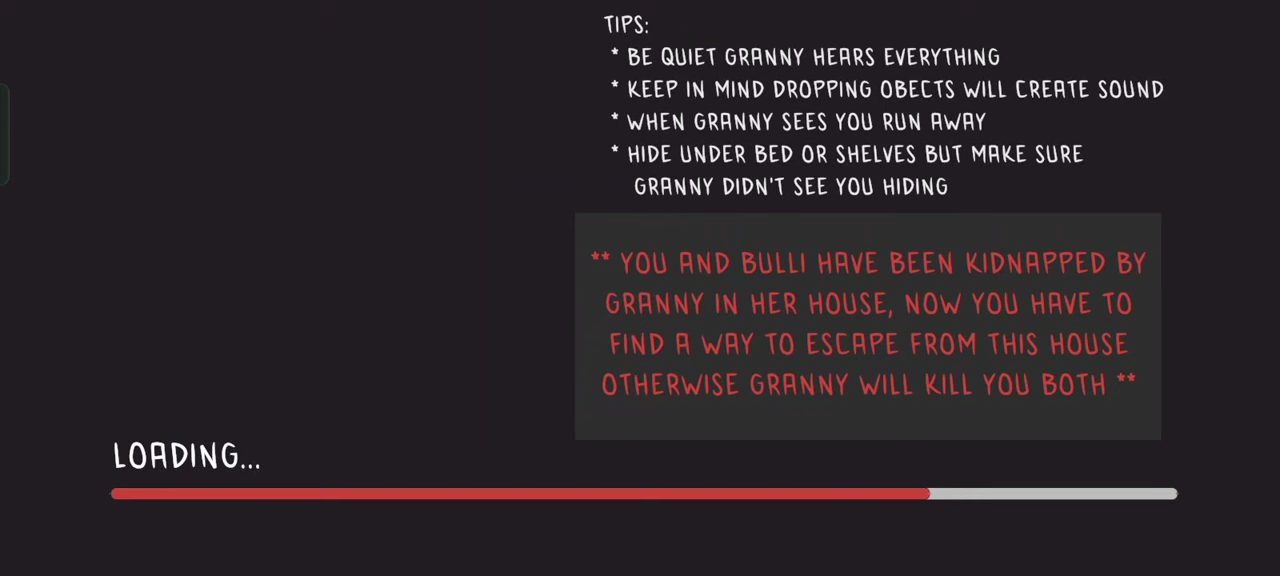 TIPS:
* BE QUIET GRANNY HEARS EVERYTHING
* KEEP IN MIND DROPPING OBECTS WILL CREATE SOUND
* WHEN GRANNY SEES YOU RUN AWAY
* HIDE UNDER BED OR SHELVES BUT MAKE SURE
GRANNY DIDN'T SEE YOU HIDING
** YOU AND BULLI HAVE BEEN KIDNAPPED BY
GRANNY IN HER HOUSE, NOW YOU HAVE TO
FIND A WAY TO ESCAPE FROM THIS HOUSE
OTHERWISE GRANNY WILL KILL YOU BOTH **
LOADING...